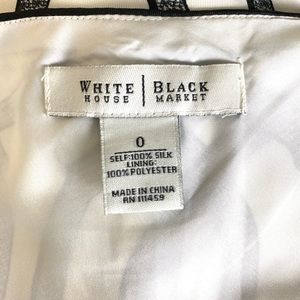 WHITE | BLACK
HOUSE | MARKET
0
SELF:100% SILK
LINING:
100% POLYESTER
MADE IN CHINA
RN 111459